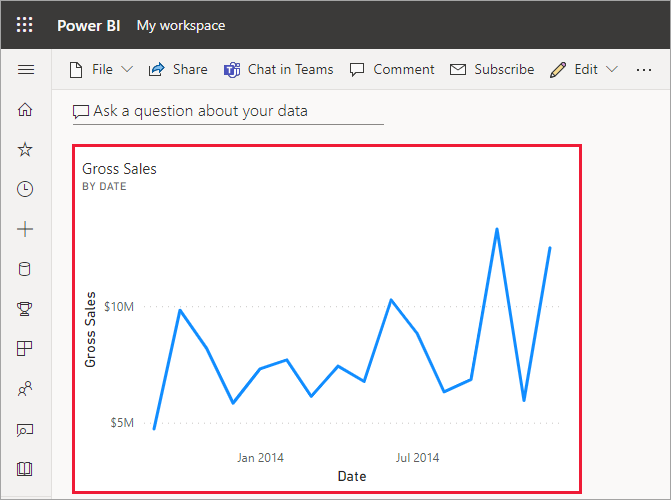 Power BI My workspace
File Share Chat in Teams Comment Subscribe Edit ...
Ask a question about your data
Gross Sales
BY DATE
$10M
Gross Sales
$5M
Jan 2014 Jul 2014
Date